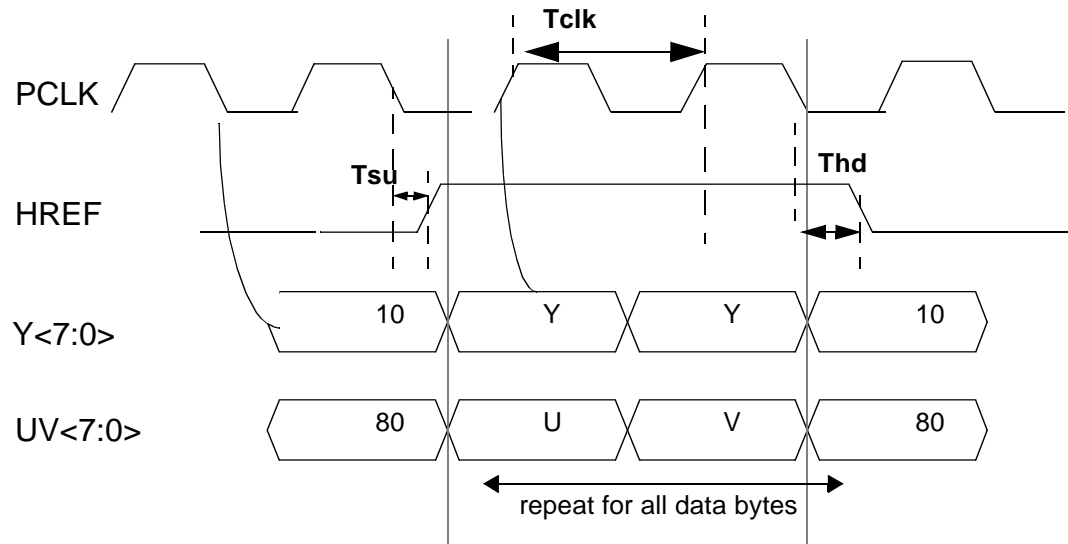 Tclk
PCLK
Tsu
Thd
HREF
Y<7:0> 10 Y Y 10
UV<7:0> 80 U V 80
repeat for all data bytes